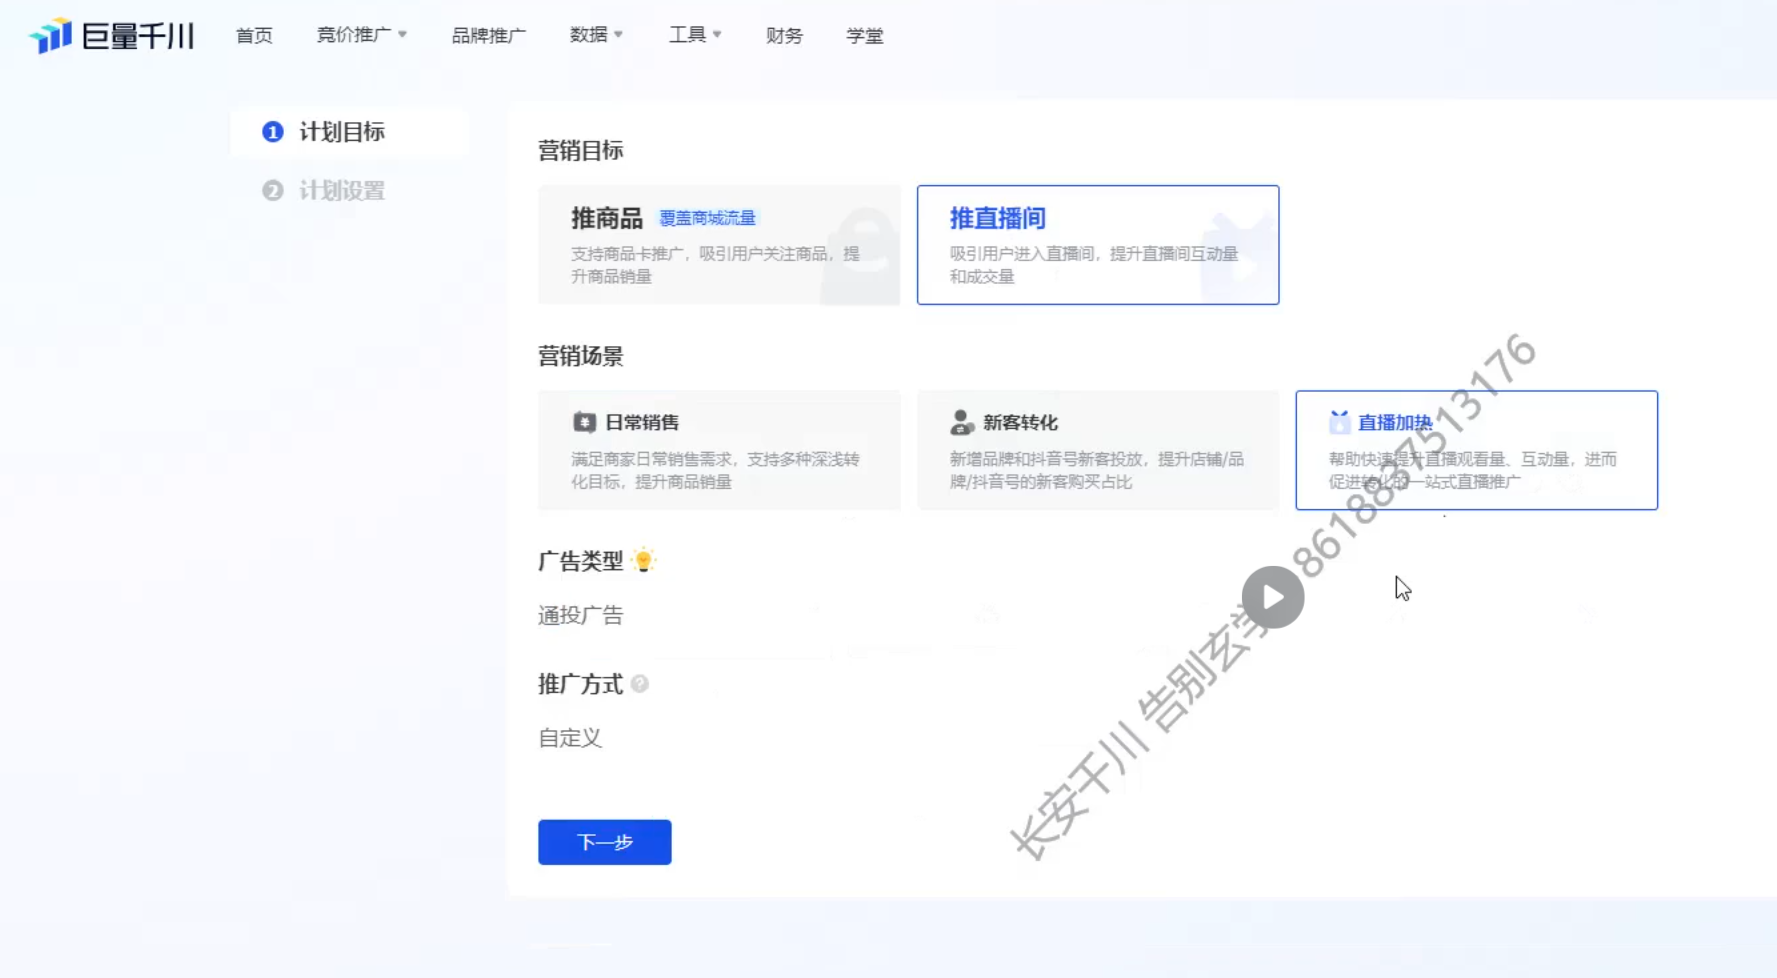 巨量千川
首页
竞价推广
品牌推广
数据
工具
财务
学堂
1 计划目标
2 计划设置
营销目标
推商品 覆盖商城流量
支持商品卡推广，吸引用户关注商品，提
升商品销量
推直播间
吸引用户进入直播间，提升直播间互动量
和成交量
营销场景
日常销售
满足商家日常销售需求，支持多种深浅转
化目标，提升商品销量
新客转化
新增品牌和抖音号新客投放，提升店铺/品
牌/抖音号的新客购买占比
直播加热
帮助快速提升直播观看量、互动量，进而
促进转化的一站式直播推广
广告类型
通投广告
推广方式
自定义
下一步
长安千川 告别玄学 8618837513176